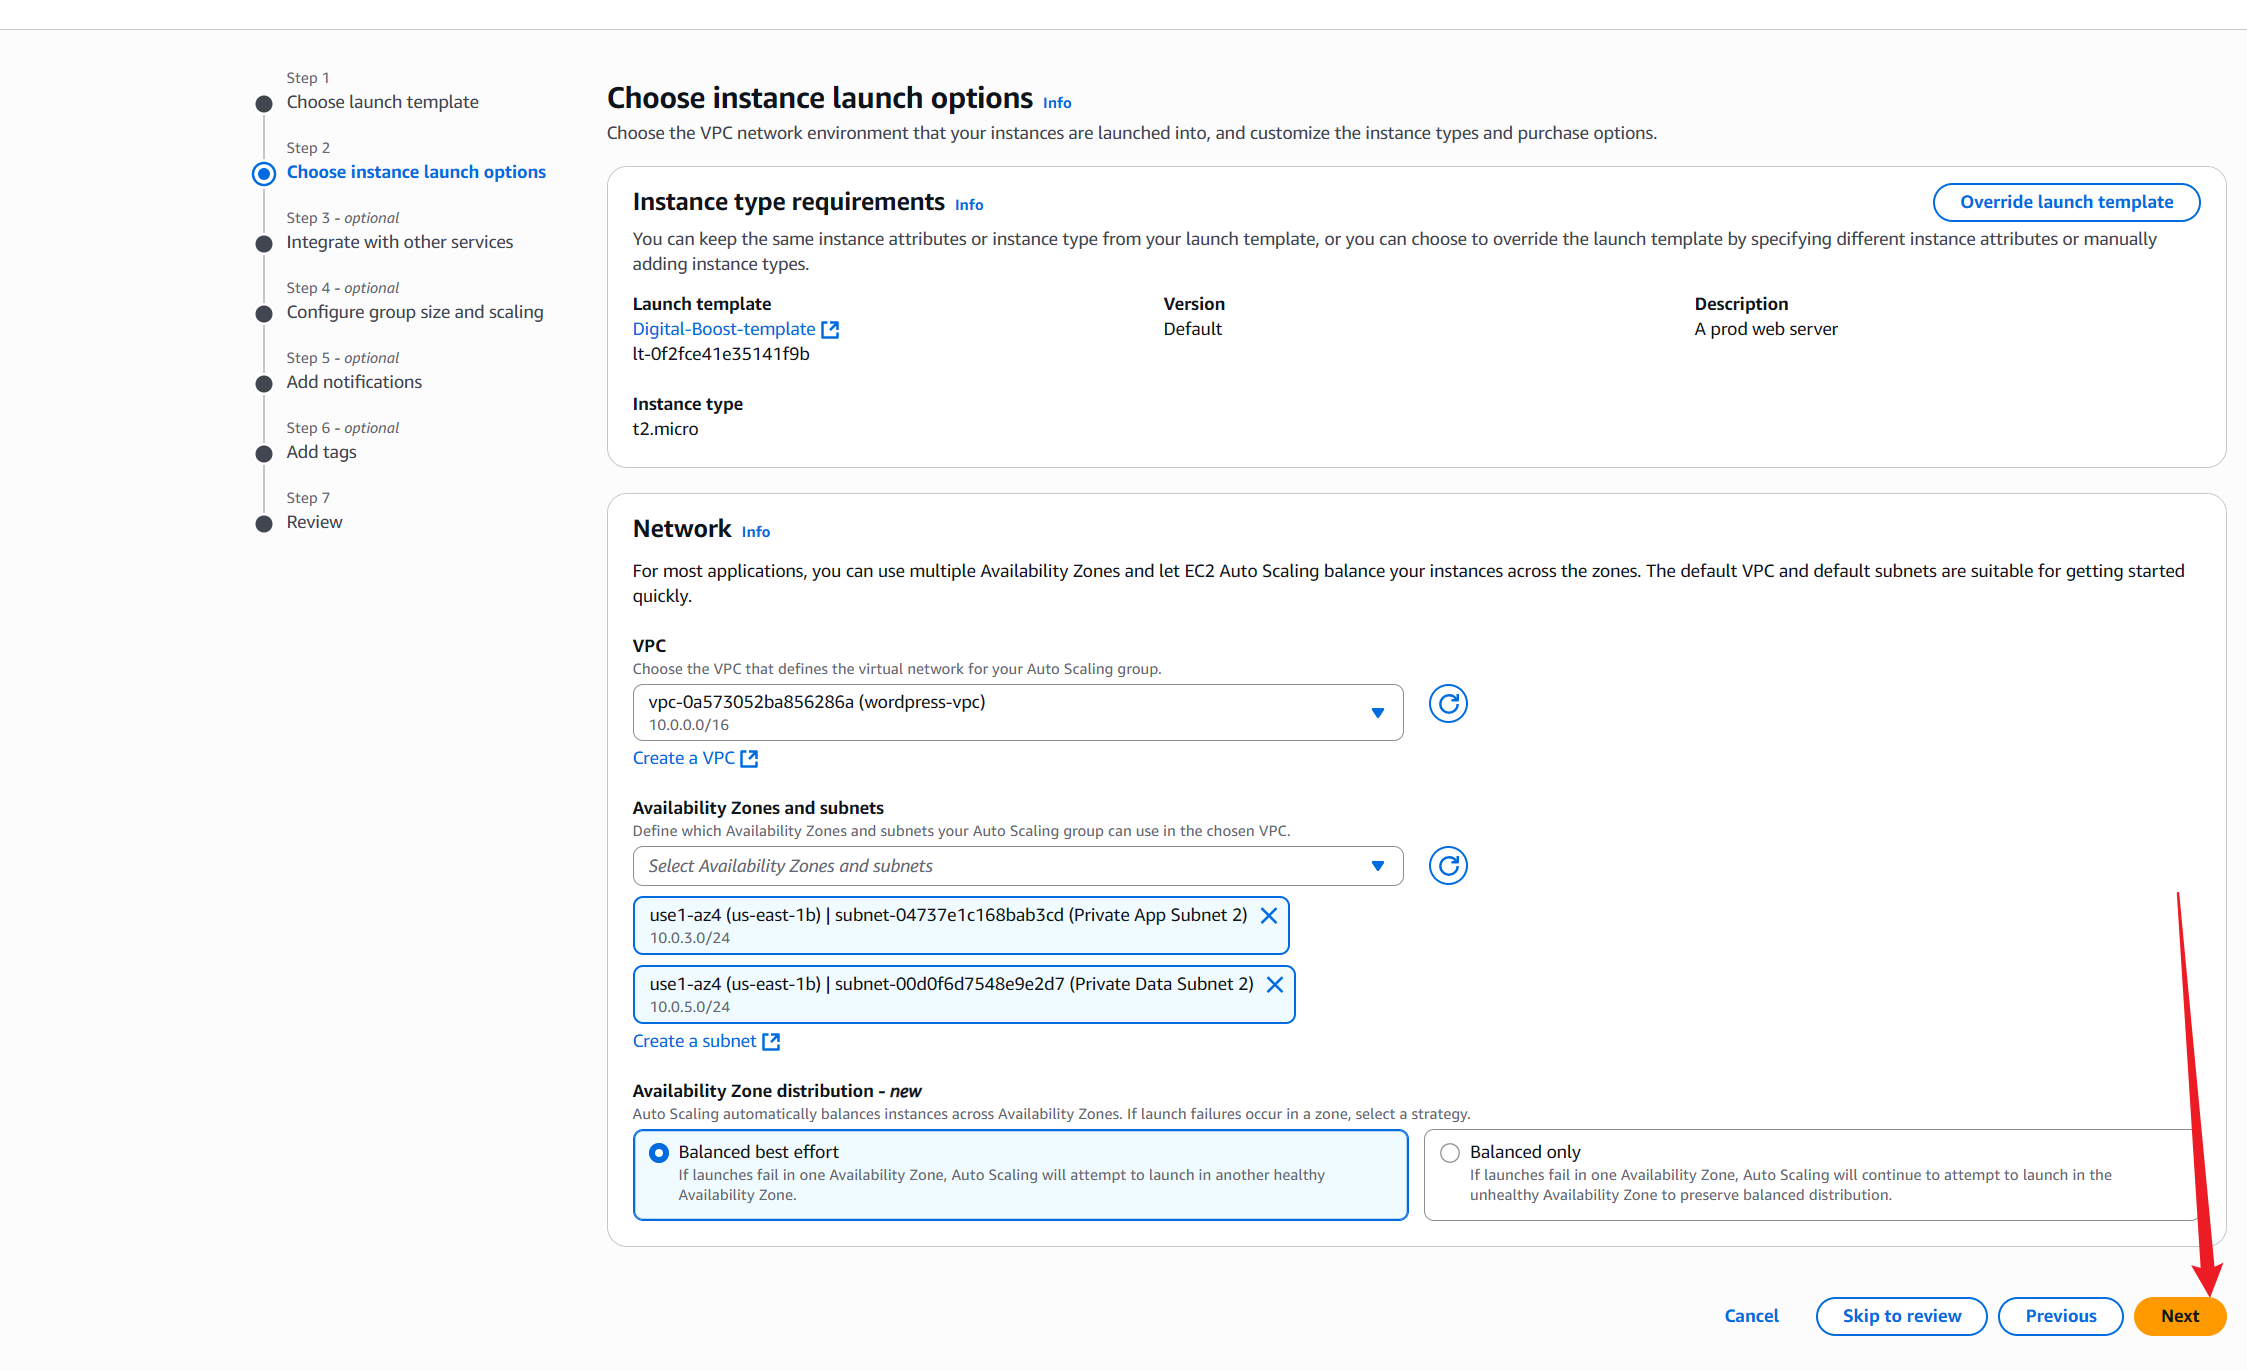 Step 1
Choose launch template
Step 2
Choose instance launch options
Step 3 - optional
Integrate with other services
Step 4 - optional
Configure group size and scaling
Step 5 - optional
Add notifications
Step 6 - optional
Add tags
Step 7
Review
Choose instance launch options Info
Choose the VPC network environment that your instances are launched into, and customize the instance types and purchase options.
Instance type requirements Info
Override launch template
You can keep the same instance attributes or instance type from your launch template, or you can choose to override the launch template by specifying different instance attributes or manually
adding instance types.
Launch template
Digital-Boost-template
lt-0f2fce41e35141f9b
Version
Default
Description
A prod web server
Instance type
t2.micro
Network Info
For most applications, you can use multiple Availability Zones and let EC2 Auto Scaling balance your instances across the zones. The default VPC and default subnets are suitable for getting started
quickly.
VPC
Choose the VPC that defines the virtual network for your Auto Scaling group.
vpc-0a573052ba856286a (wordpress-vpc)
10.0.0.0/16
Create a VPC
Availability Zones and subnets
Define which Availability Zones and subnets your Auto Scaling group can use in the chosen VPC.
Select Availability Zones and subnets
use1-az4 (us-east-1b) | subnet-04737e1c168bab3cd (Private App Subnet 2)
10.0.3.0/24
use1-az4 (us-east-1b) | subnet-00d0f6d7548e9e2d7 (Private Data Subnet 2)
10.0.5.0/24
Create a subnet
Availability Zone distribution - new
Auto Scaling automatically balances instances across Availability Zones. If launch failures occur in a zone, select a strategy.
Balanced best effort
If launches fail in one Availability Zone, Auto Scaling will attempt to launch in another healthy
Availability Zone.
Balanced only
If launches fail in one Availability Zone, Auto Scaling will continue to attempt to launch in the
unhealthy Availability Zone to preserve balanced distribution.
Cancel
Skip to review
Previous
Next